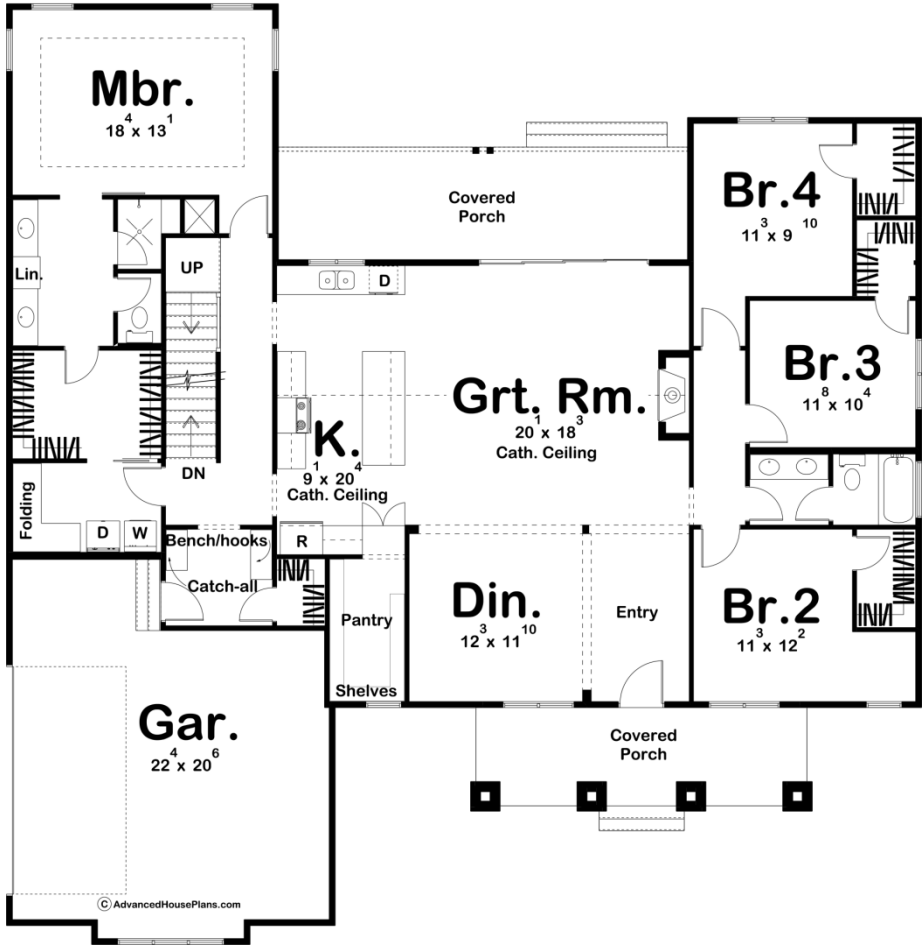 Mbr.
18⁴ x 13¹
Covered
Porch
Br.4
11³ x 9¹⁰
Lin.
UP
D
Br.3
11⁸ x 10⁴
Grt. Rm.
20¹ x 18³
Cath. Ceiling
K.
9¹ x 20⁴
Cath. Ceiling
DN
Folding
D
W
Bench/hooks
R
Catch-all
Pantry
Shelves
Din.
12³ x 11¹⁰
Entry
Br.2
11³ x 12²
Gar.
22⁴ x 20⁶
Covered
Porch
© AdvancedHousePlans.com